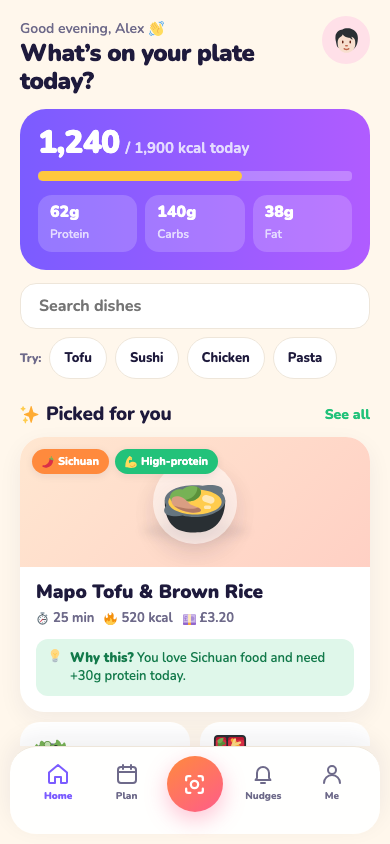 Good evening, Alex 👋
What's on your plate
today?
1,240 / 1,900 kcal today
62g
Protein
140g
Carbs
38g
Fat
Search dishes
Try:
Tofu
Sushi
Chicken
Pasta
✨ Picked for you
See all
🌶️ Sichuan
💪 High-protein
Mapo Tofu & Brown Rice
⏱ 25 min 🔥 520 kcal 💷 £3.20
💡 Why this? You love Sichuan food and need
+30g protein today.
Home
Plan
Nudges
Me